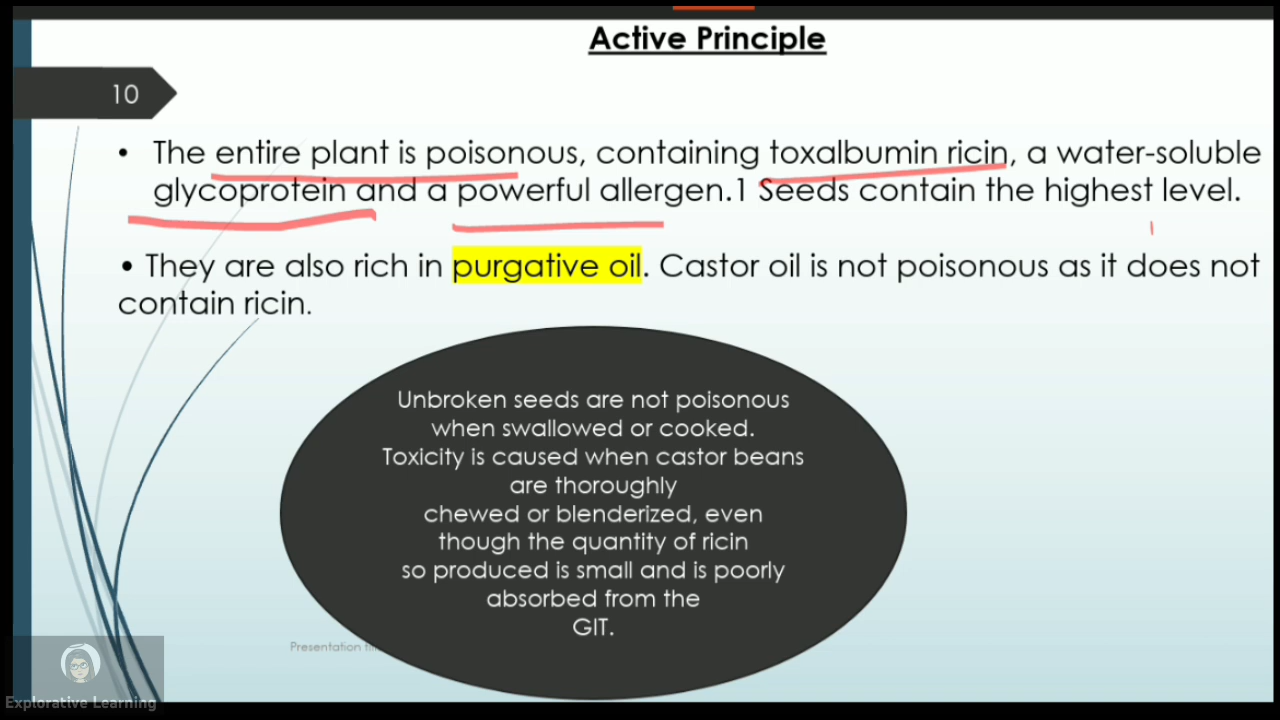 Active Principle
10
• The entire plant is poisonous, containing toxalbumin ricin, a water-soluble
glycoprotein and a powerful allergen.1 Seeds contain the highest level.
• They are also rich in purgative oil. Castor oil is not poisonous as it does not
contain ricin.
Unbroken seeds are not poisonous
when swallowed or cooked.
Toxicity is caused when castor beans
are thoroughly
chewed or blenderized, even
though the quantity of ricin
so produced is small and is poorly
absorbed from the
GIT.
Presentation
Explorative Learning